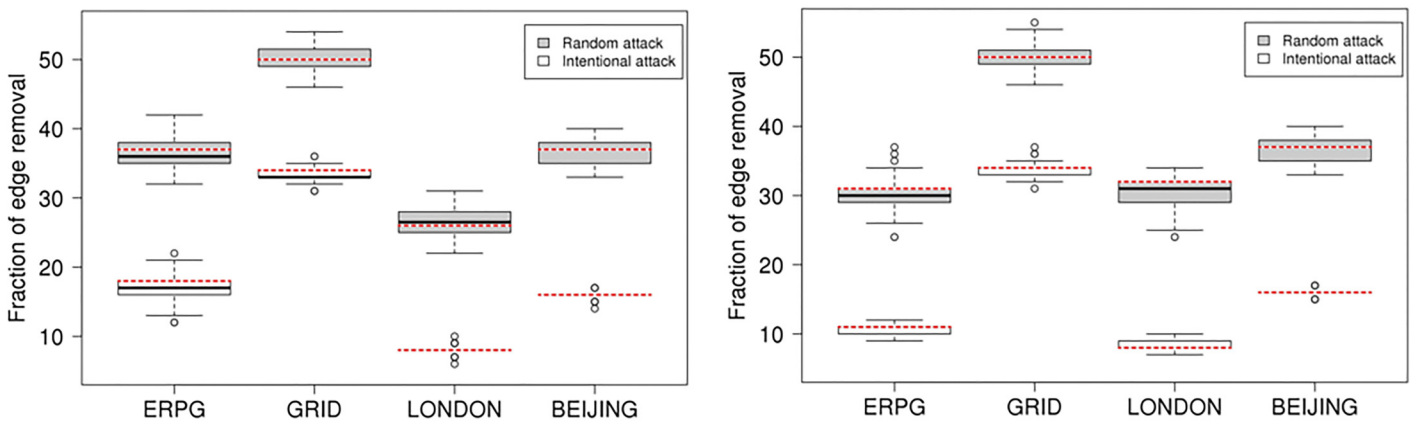 Fraction of edge removal
50
40
30
20
10
Random attack
Intentional attack
ERPG GRID LONDON BEIJING
Fraction of edge removal
50
40
30
20
10
Random attack
Intentional attack
ERPG GRID LONDON BEIJING